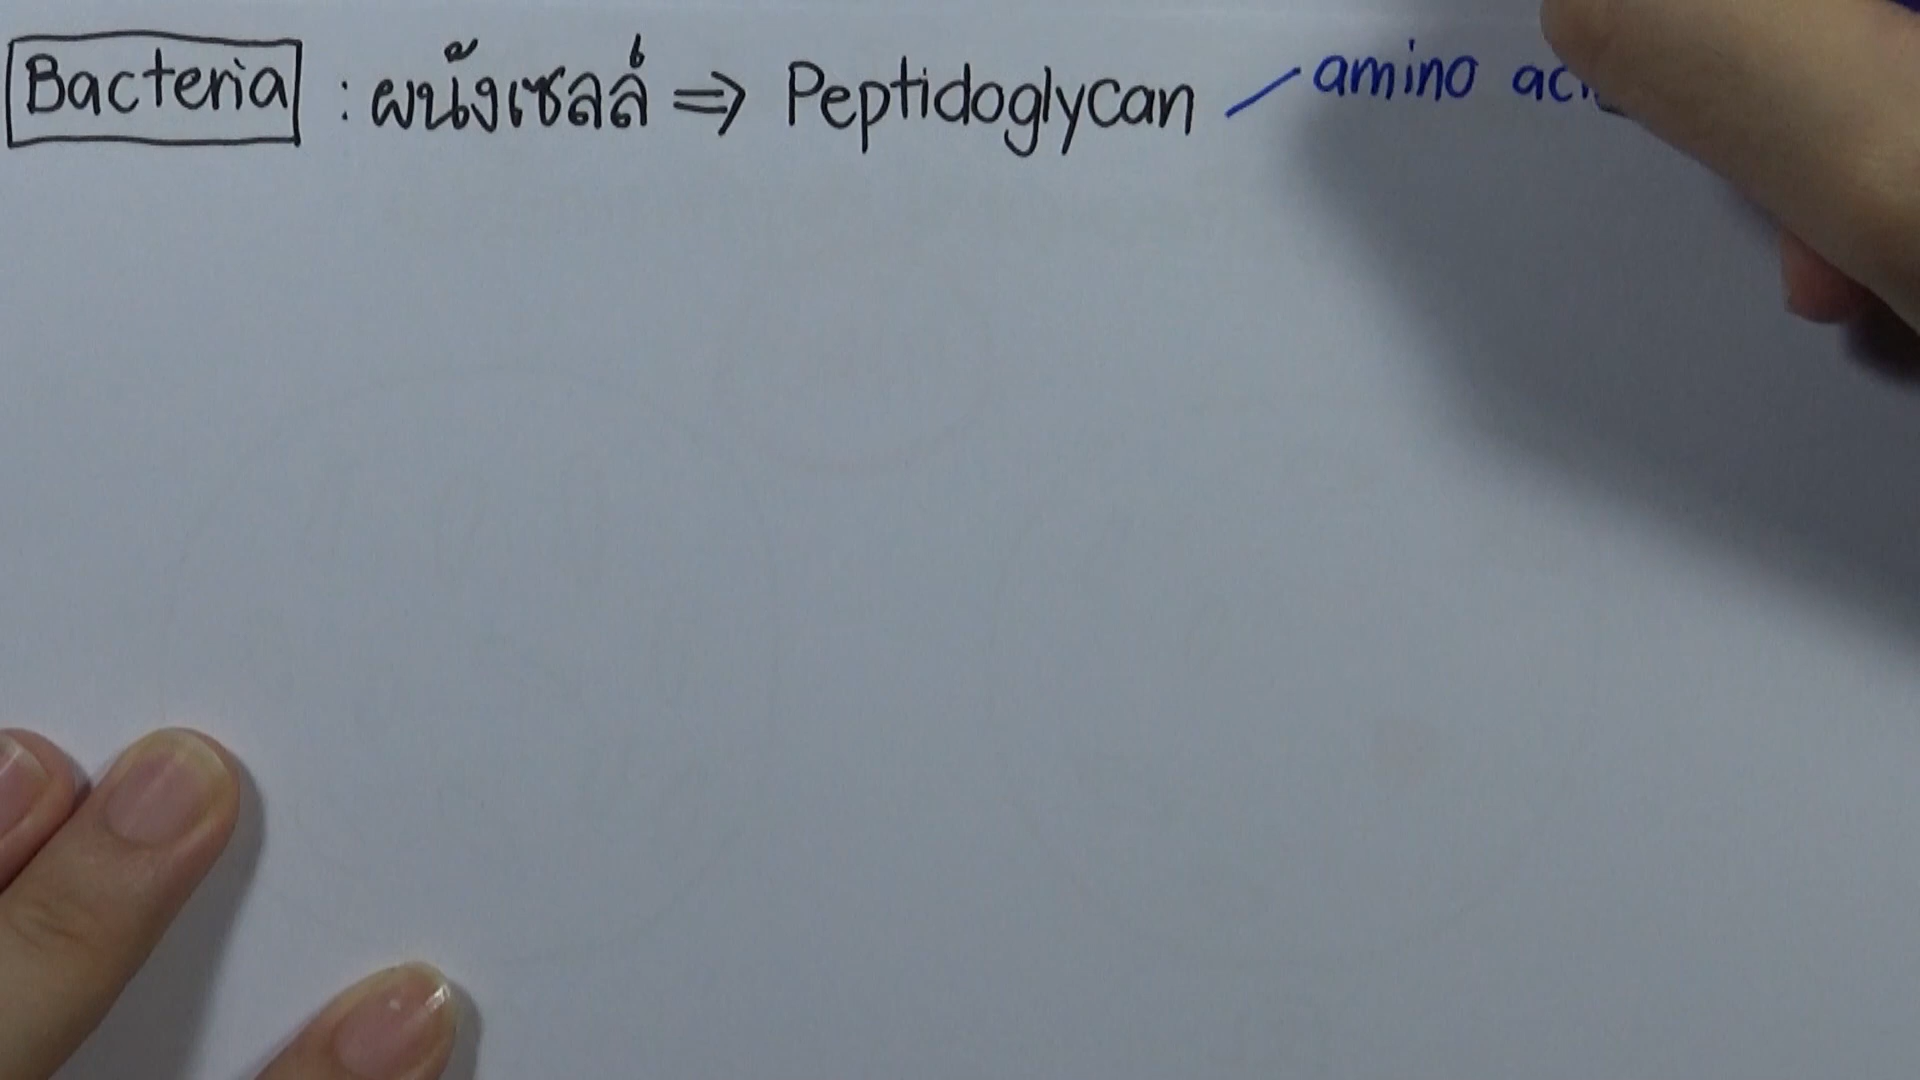 Bacteria : ผนังเซลล์ ⇒ Peptidoglycan / amino